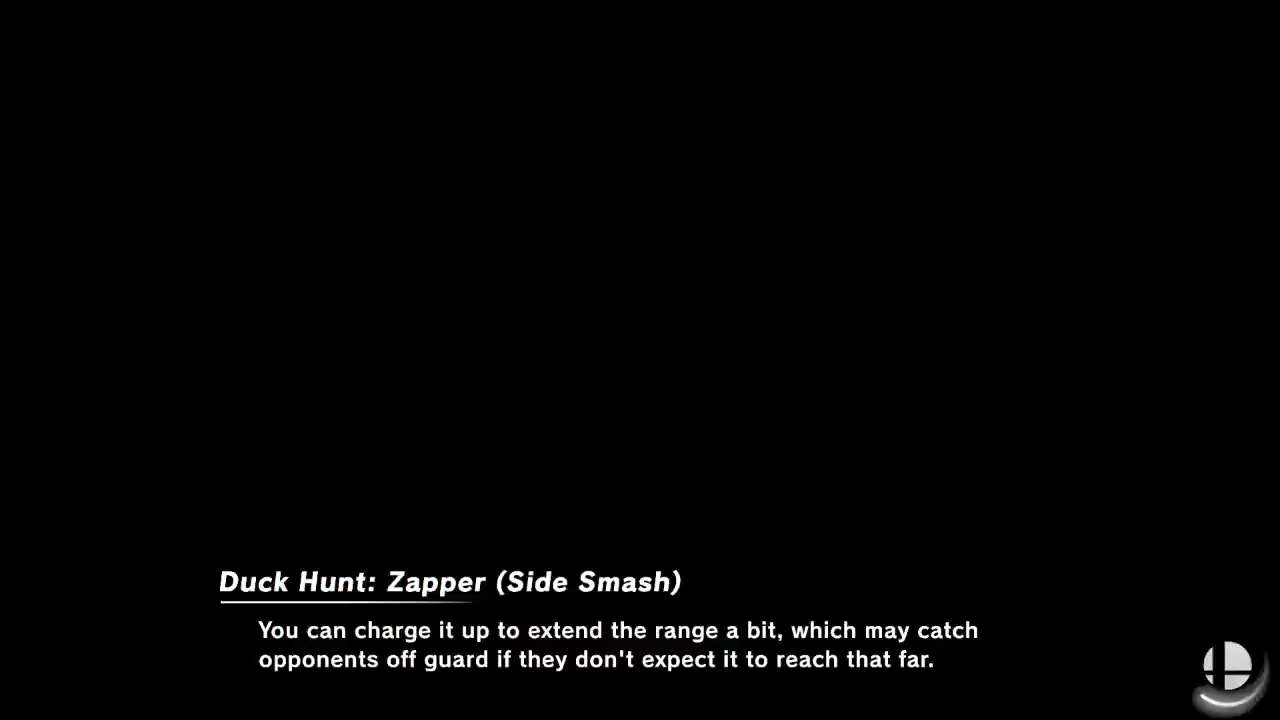 Duck Hunt: Zapper (Side Smash)
You can charge it up to extend the range a bit, which may catch
opponents off guard if they don't expect it to reach that far.